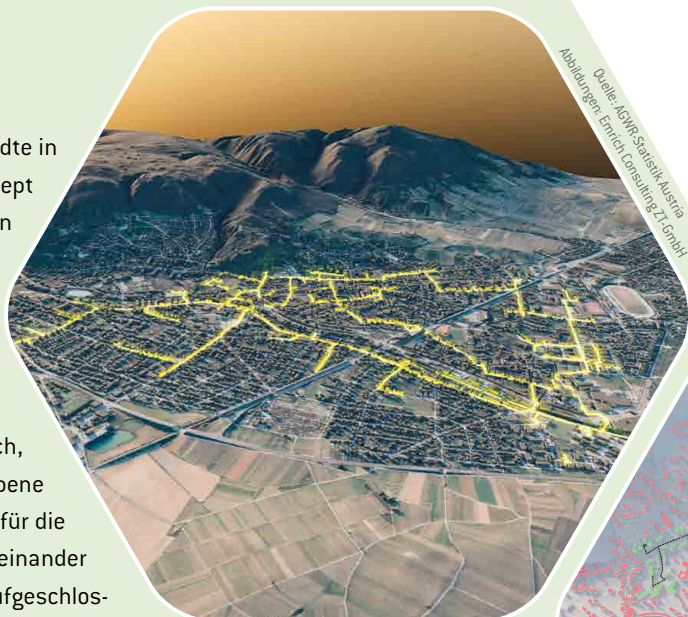 dte in
ept
n
ch,
bene
für die
einander
ufgeschlos-
Quelle: AGWR-Statistik Austria
Abbildungen: Emrich Consulting ZT-GmbH